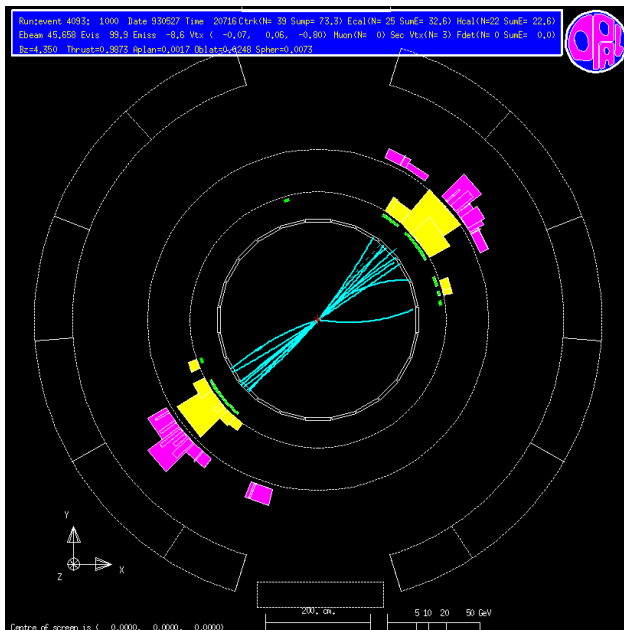 Run:event 4093: 1000 Date 930527 Time 20716 Ctrk(N= 39 Sump= 73.3) Ecal(N= 25 SumE= 32.6) Hcal(N=22 SumE= 22.6)
Ebeam 45.658 Evis 99.9 Emiss -8.6 Vtx ( -0.07, 0.06, -0.80) Muon(N= 0) Sec Vtx(N= 3) Fdet(N= 0 SumE= 0.0)
Bz=4.350 Thrust=0.9873 Aplan=0.0017 Oblat=0.0248 Spher=0.0073
OPAL
Y
X
Z
200. cm.
5 10 20 50 GeV
Centre of screen is ( 0.0000, 0.0000, 0.0000)